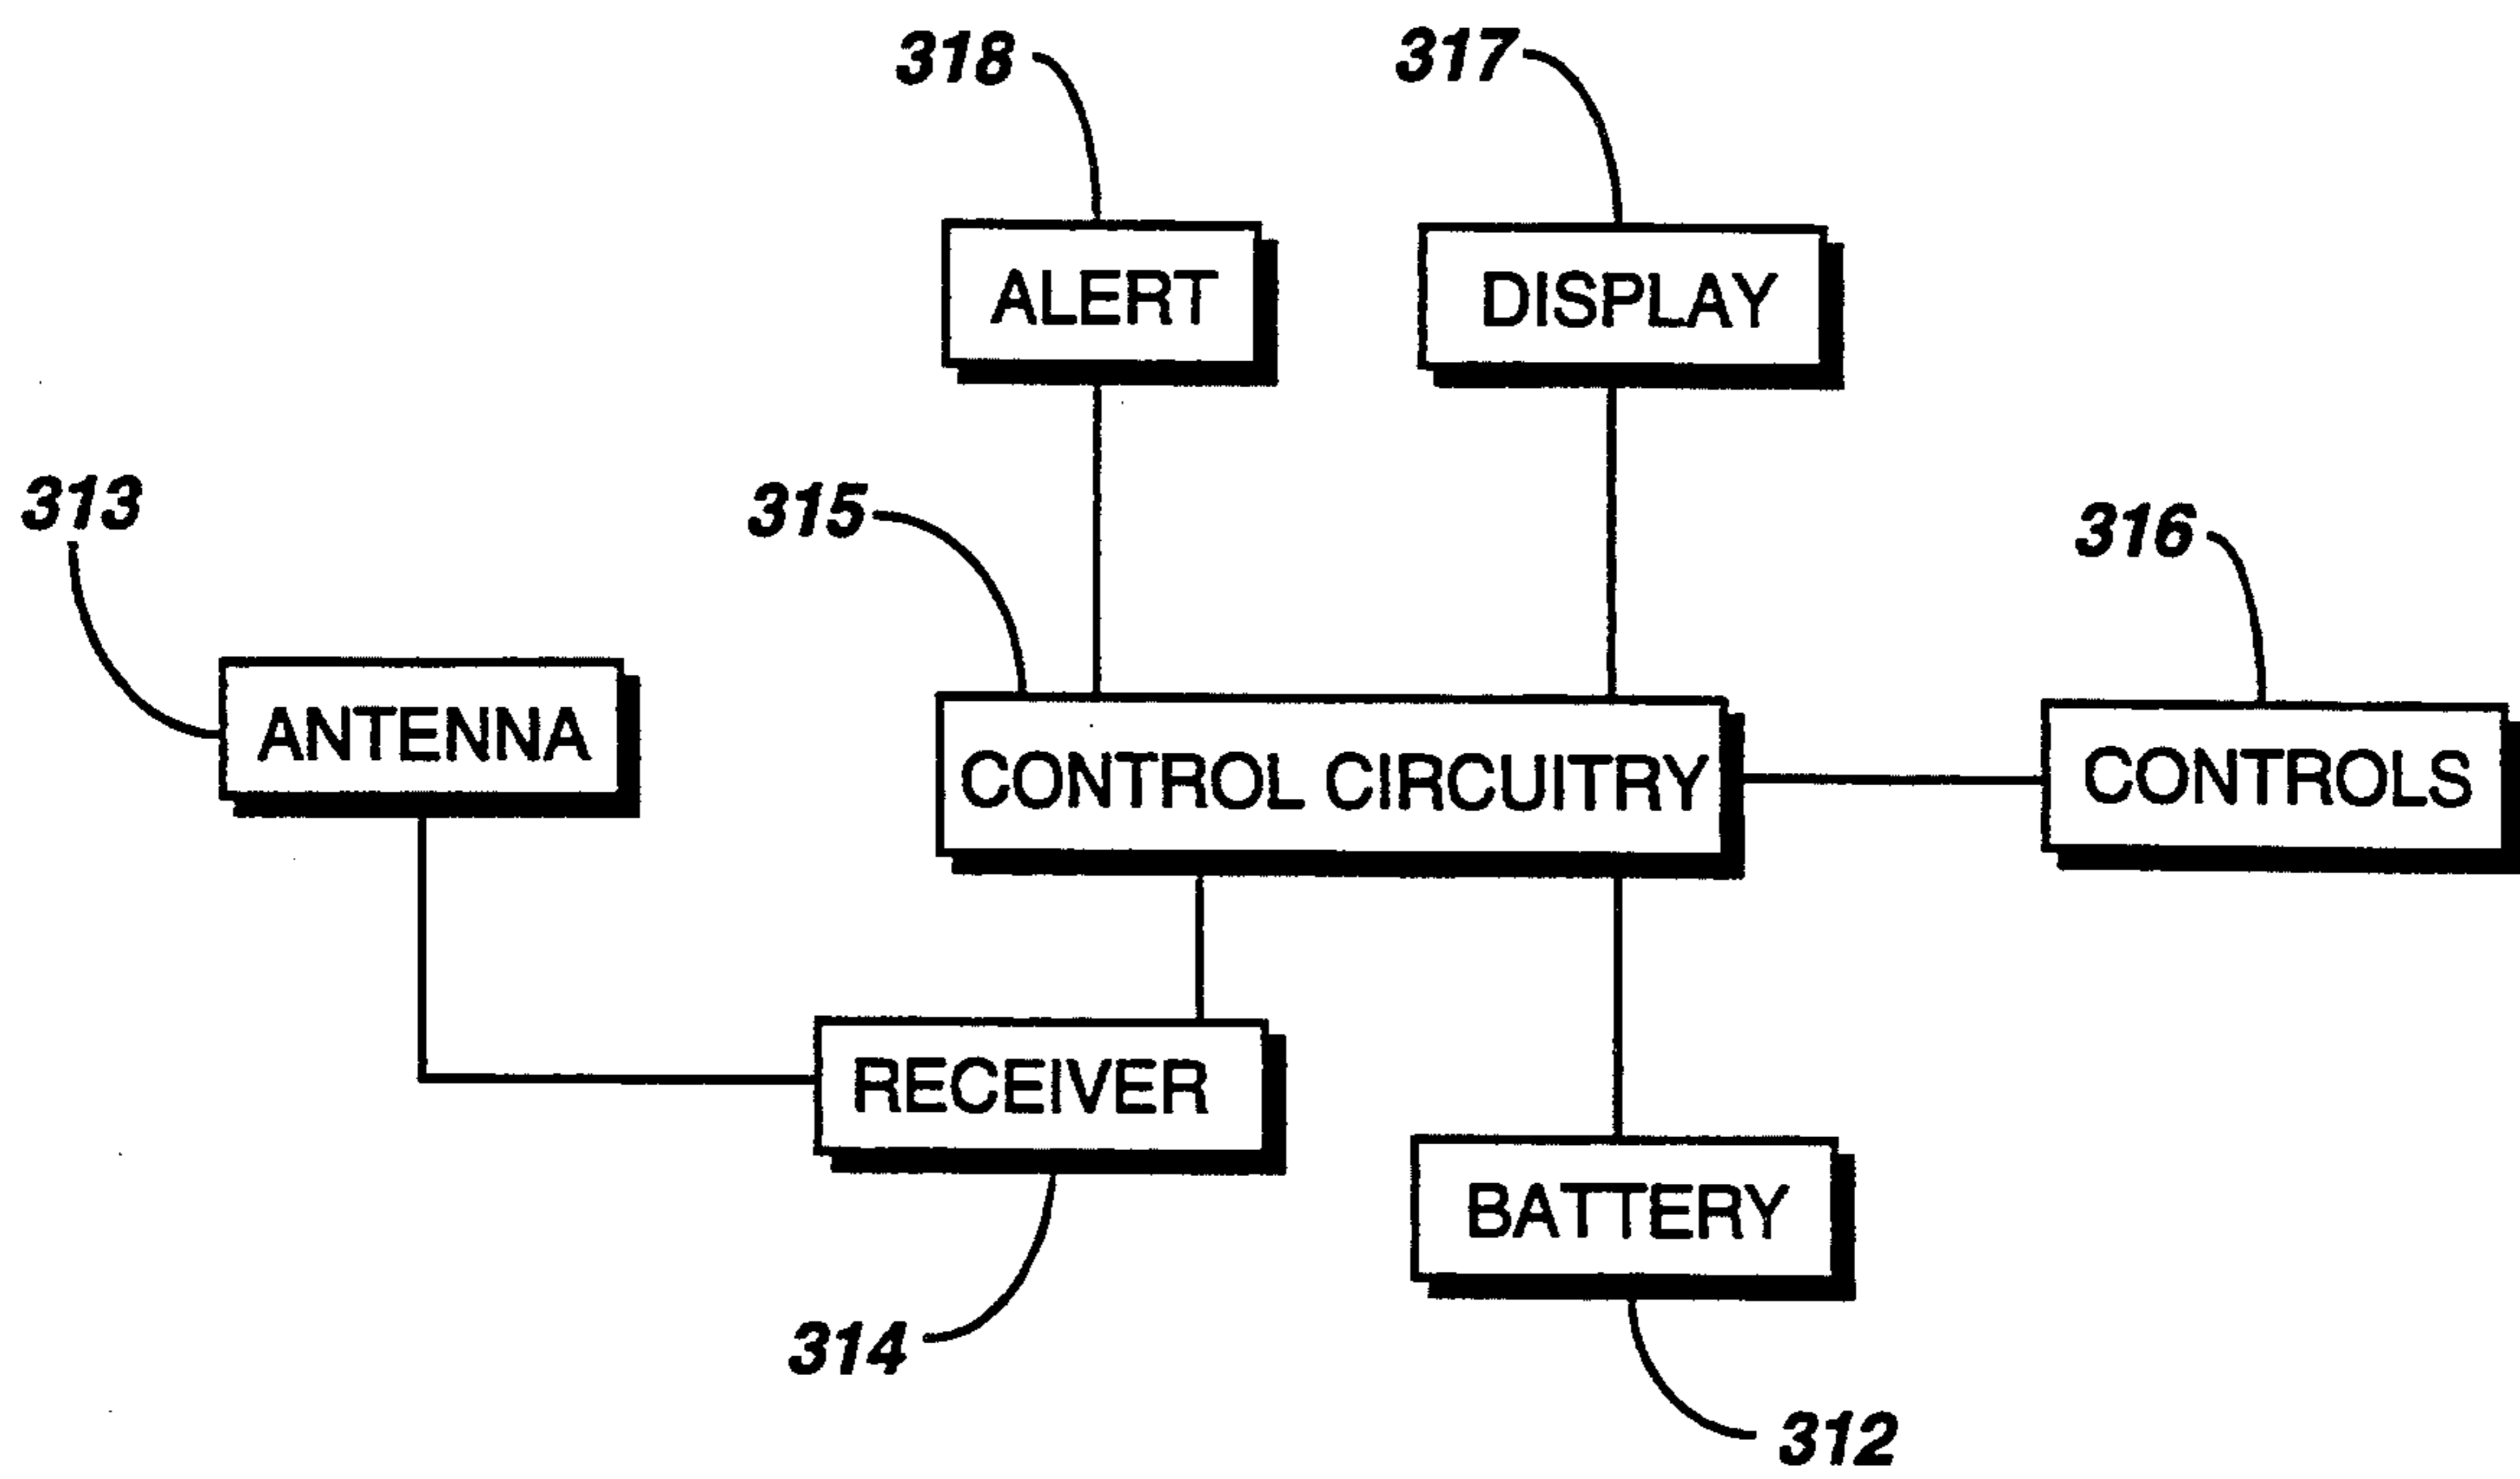 318
317
ALERT
DISPLAY
313
315
316
ANTENNA
CONTROL CIRCUITRY
CONTROLS
RECEIVER
BATTERY
314
312